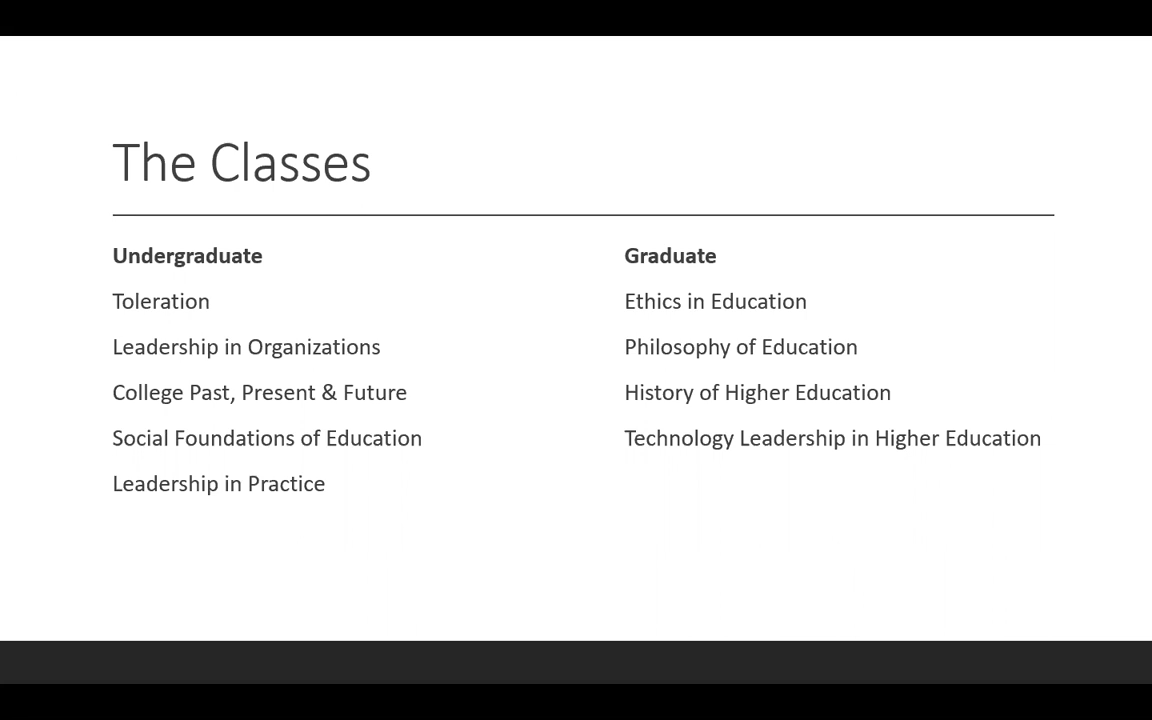 The Classes
Undergraduate
Toleration
Leadership in Organizations
College Past, Present & Future
Social Foundations of Education
Leadership in Practice
Graduate
Ethics in Education
Philosophy of Education
History of Higher Education
Technology Leadership in Higher Education